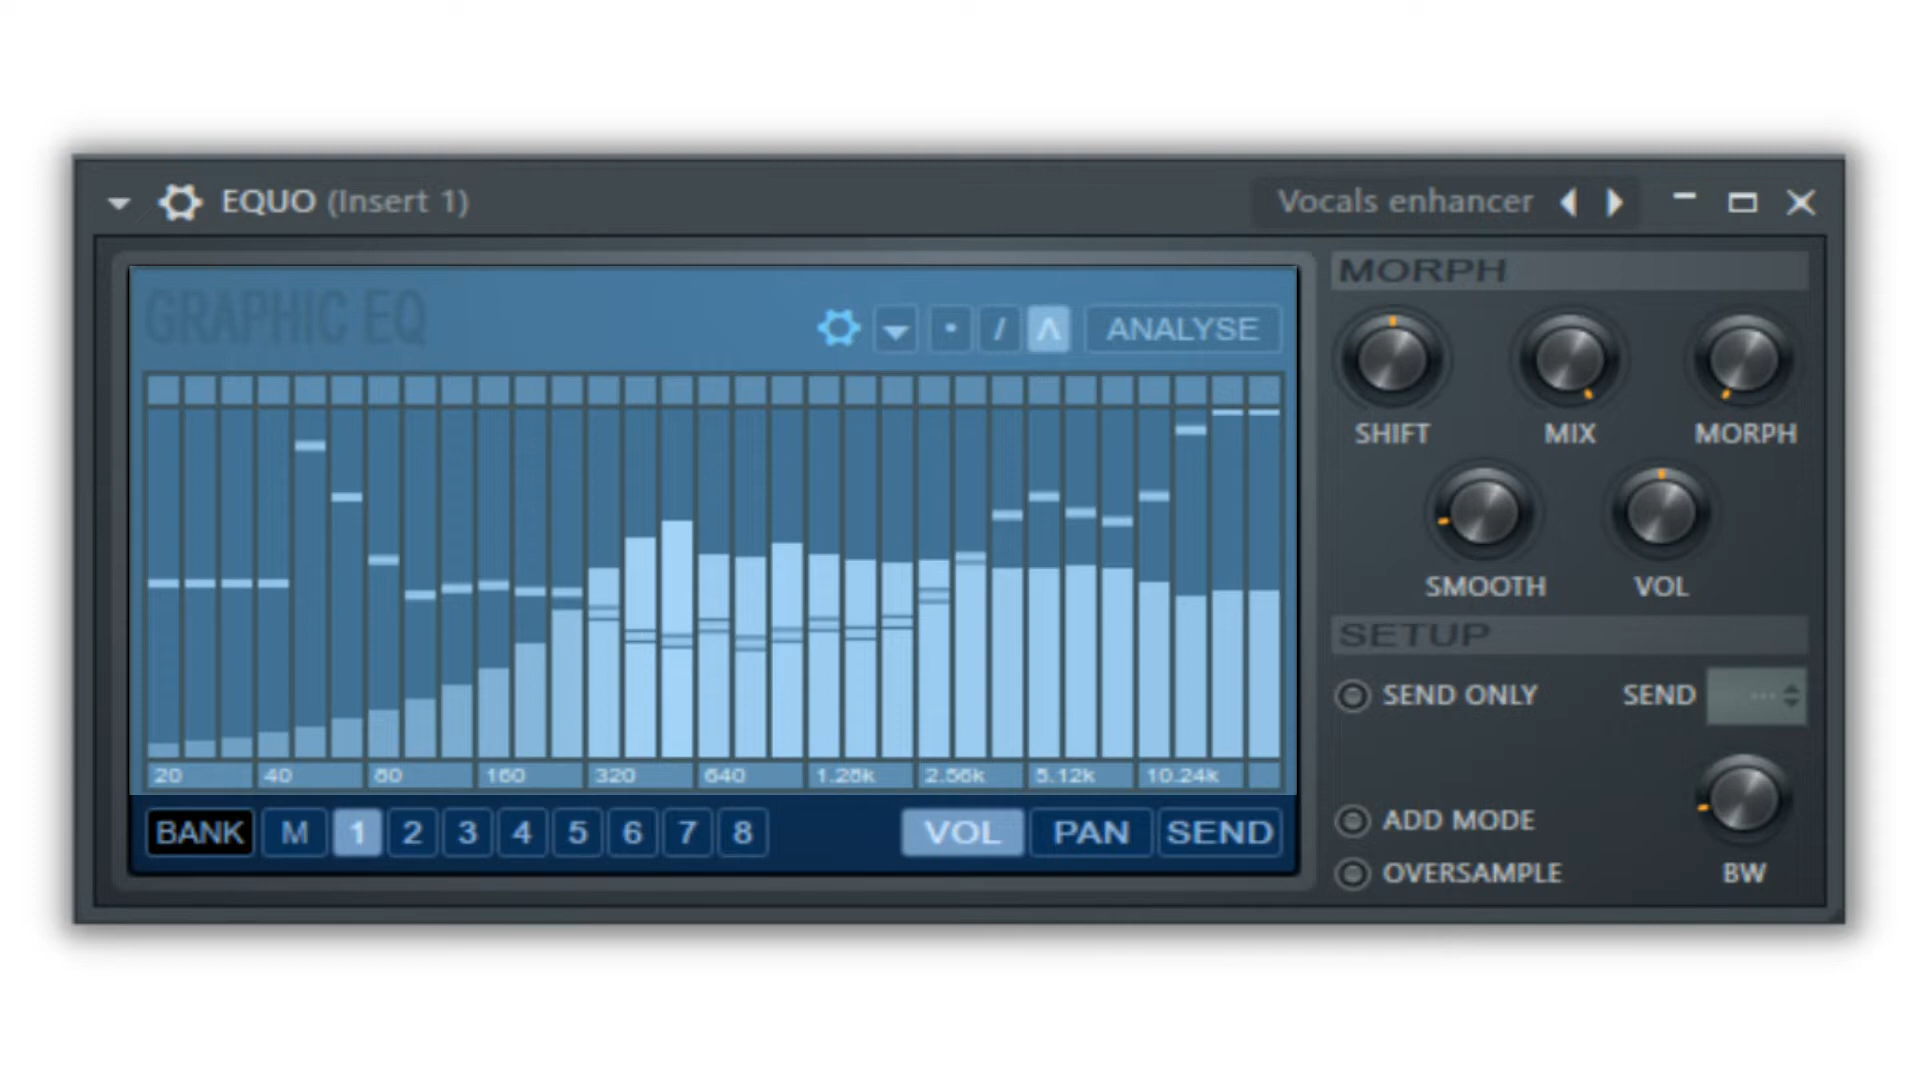 EQUO (Insert 1)
Vocals enhancer
GRAPHIC EQ
ANALYSE
20 40 80 160 320 640 1.28k 2.56k 5.12k 10.24k
BANK M 1 2 3 4 5 6 7 8
VOL PAN SEND
MORPH
SHIFT MIX MORPH
SMOOTH VOL
SETUP
SEND ONLY SEND ---
ADD MODE
OVERSAMPLE BW